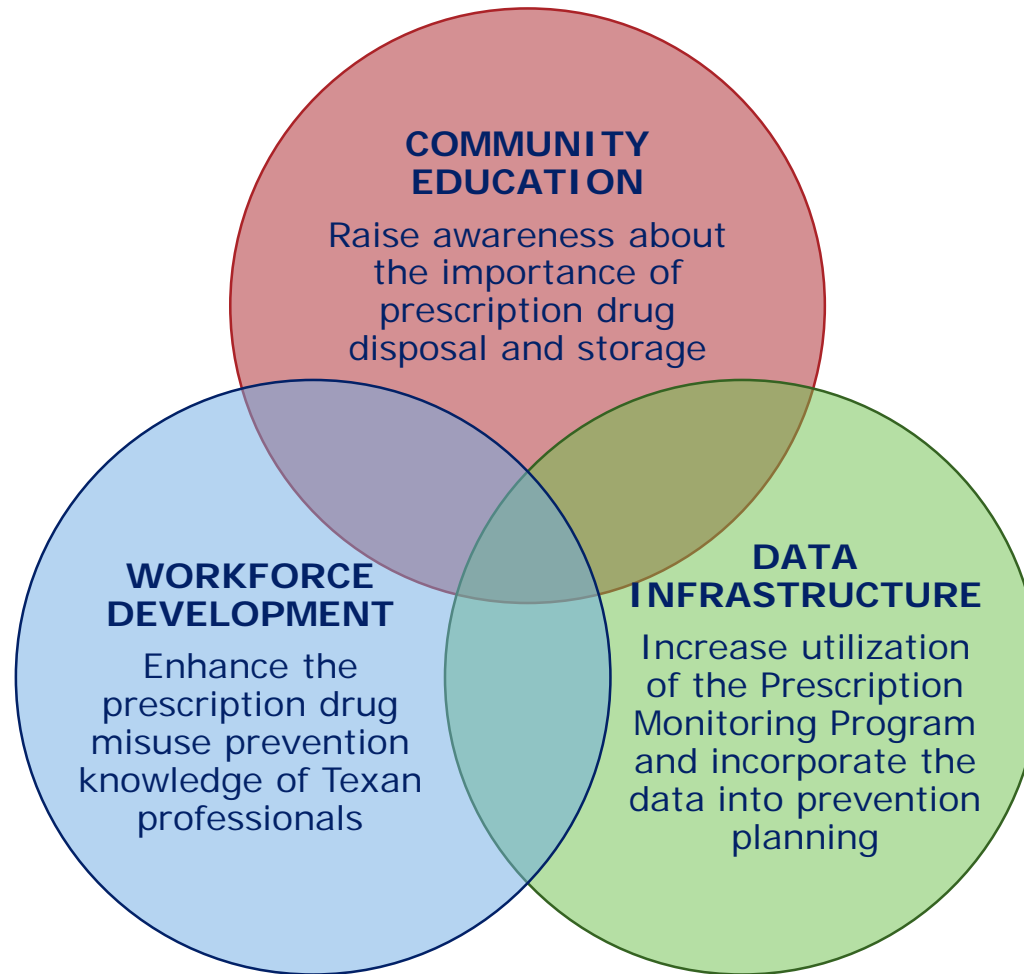 COMMUNITY
EDUCATION
Raise awareness about
the importance of
prescription drug
disposal and storage
WORKFORCE
DEVELOPMENT
Enhance the
prescription drug
misuse prevention
knowledge of Texan
professionals
DATA
INFRASTRUCTURE
Increase utilization
of the Prescription
Monitoring Program
and incorporate the
data into prevention
planning